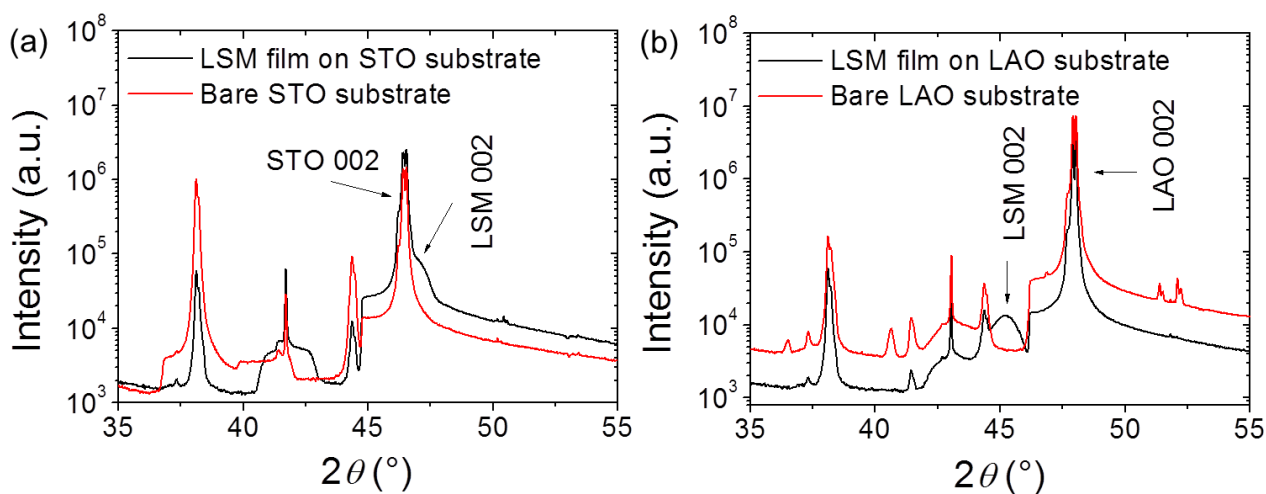 (a)
LSM film on STO substrate
Bare STO substrate
STO 002
LSM 002
Intensity (a.u.)
10^8
10^7
10^6
10^5
10^4
10^3
35 40 45 50 55
2θ (°)
(b)
LSM film on LAO substrate
Bare LAO substrate
LSM 002
LAO 002
Intensity (a.u.)
10^8
10^7
10^6
10^5
10^4
10^3
35 40 45 50 55
2θ (°)